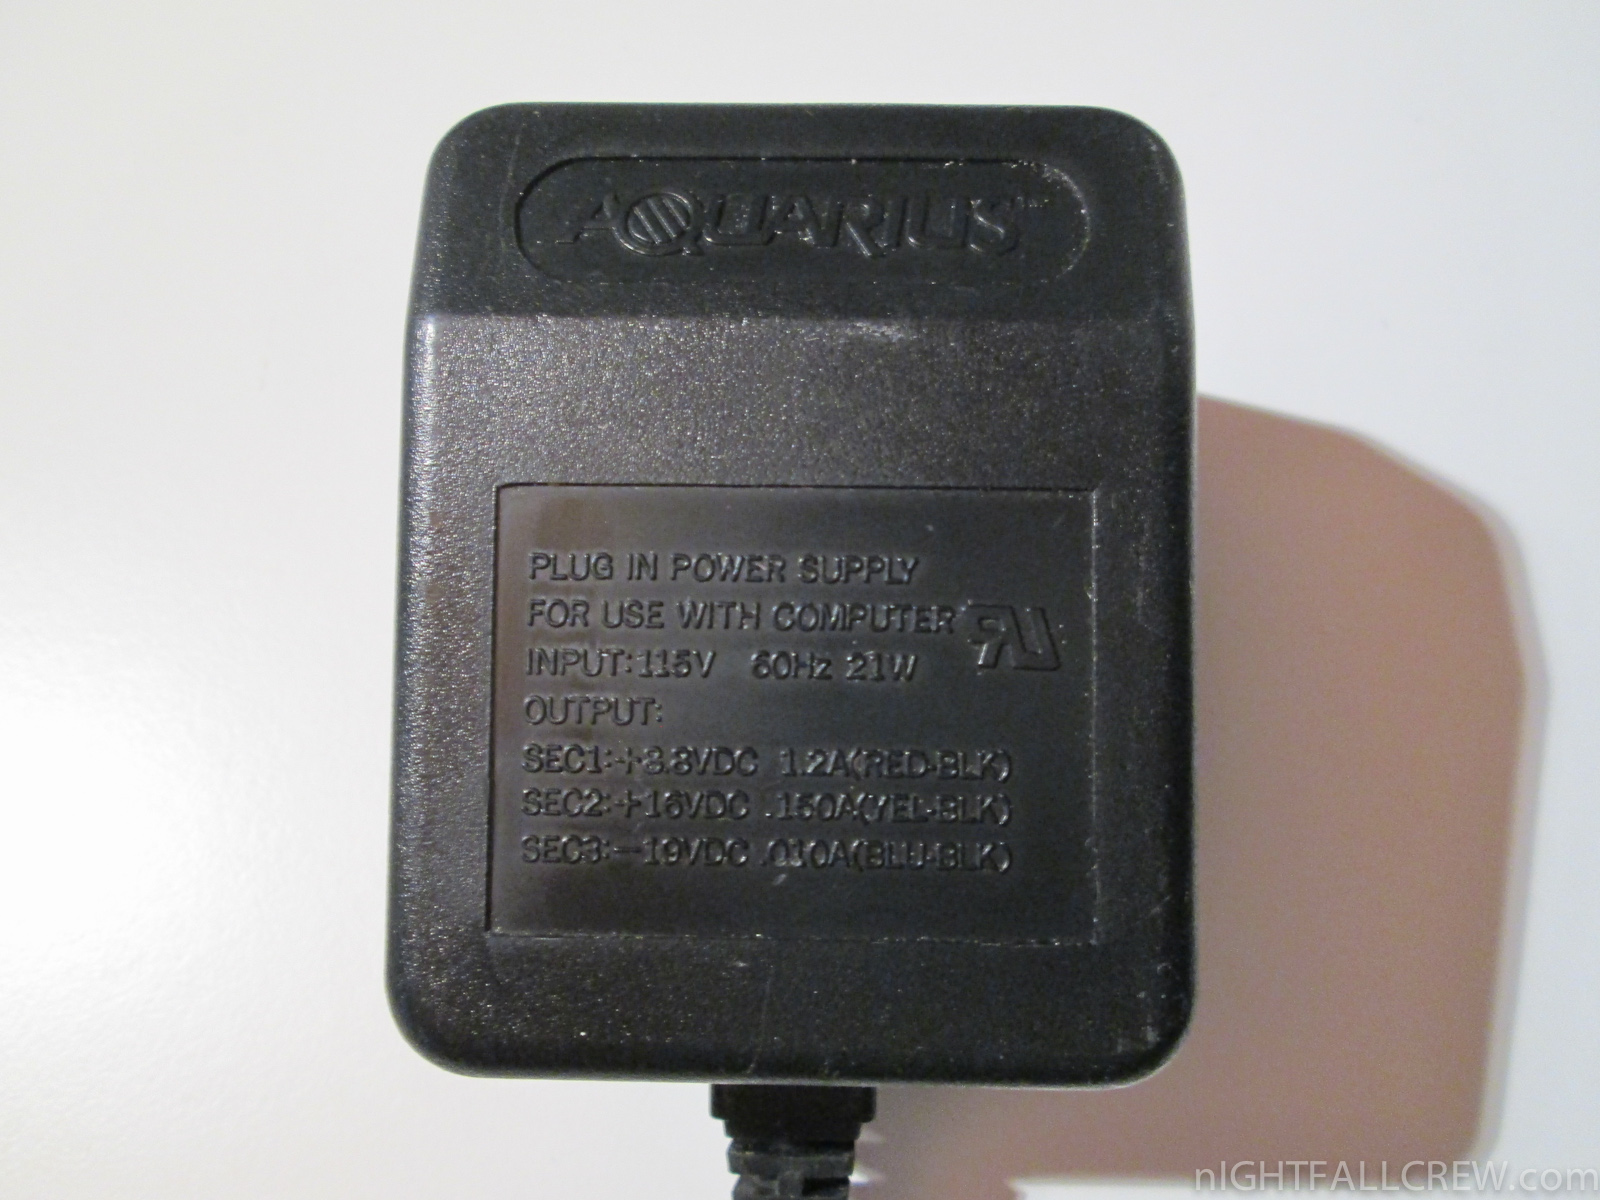 AQUARIUS™
PLUG IN POWER SUPPLY
FOR USE WITH COMPUTER
RU
INPUT:115V 60Hz 21W
OUTPUT:
SEC1:+8.8VDC 1.2A(RED-BLK)
SEC2:+16VDC .150A(YEL-BLK)
SEC3:-19VDC .010A(BLU-BLK)
nIGHTFALLCREW.com